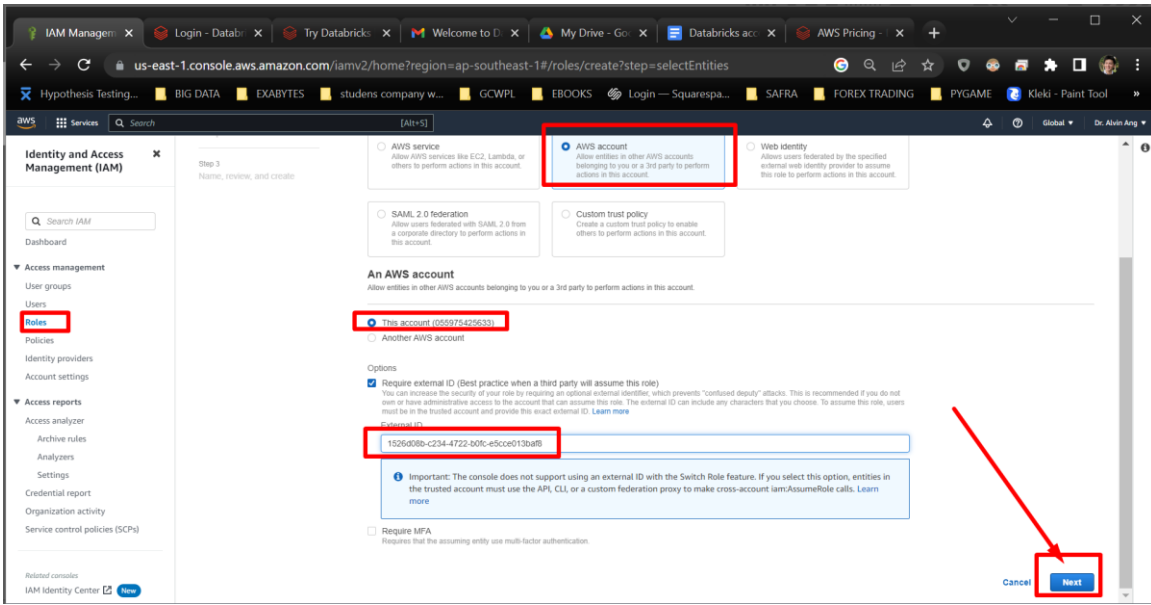 IAM Managem
Login - Databr
Try Databricks
Welcome to D
My Drive - Goo
Databricks acc
AWS Pricing -
us-east-1.console.aws.amazon.com/iamv2/home?region=ap-southeast-1#/roles/create?step=selectEntities
Hypothesis Testing...
BIG DATA
EXABYTES
studens company w...
GCWPL
EBOOKS
Login — Squarespa...
SAFRA
FOREX TRADING
PYGAME
Kleki - Paint Tool
»
aws
Services
Search
[Alt+S]
Global
Dr. Alvin Ang
Identity and Access
Management (IAM)
Search IAM
Dashboard
Access management
User groups
Users
Roles
Policies
Identity providers
Account settings
Access reports
Access analyzer
Archive rules
Analyzers
Settings
Credential report
Organization activity
Service control policies (SCPs)
Related consoles
IAM Identity Center New
Step 3
Name, review, and create
AWS service
Allow AWS services like EC2, Lambda, or
others to perform actions in this account.
AWS account
Allow entities in other AWS accounts
belonging to you or a 3rd party to perform
actions in this account.
Web identity
Allows users federated by the specified
external web identity provider to assume
this role to perform actions in this account.
SAML 2.0 federation
Allow users federated with SAML 2.0 from
a corporate directory to perform actions in
this account.
Custom trust policy
Create a custom trust policy to enable
others to perform actions in this account.
An AWS account
Allow entities in other AWS accounts belonging to you or a 3rd party to perform actions in this account.
This account (055975425633)
Another AWS account
Options
Require external ID (Best practice when a third party will assume this role)
You can increase the security of your role by requiring an optional external identifier, which prevents "confused deputy" attacks. This is recommended if you do not
own or have administrative access to the account that can assume this role. The external ID can include any characters that you choose. To assume this role, users
must be in the trusted account and provide this exact external ID. Learn more
External ID
1526d08b-c234-4722-b0fc-e5cce013baf8
Important: The console does not support using an external ID with the Switch Role feature. If you select this option, entities in
the trusted account must use the API, CLI, or a custom federation proxy to make cross-account iam:AssumeRole calls. Learn
more
Require MFA
Requires that the assuming entity use multi-factor authentication.
Cancel
Next